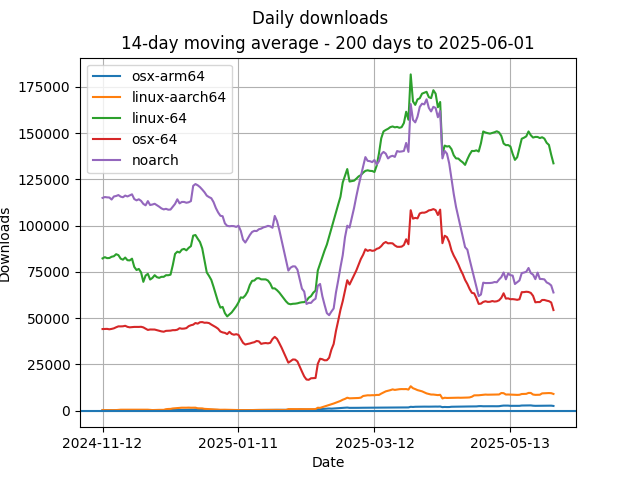 Daily downloads
14-day moving average - 200 days to 2025-06-01
osx-arm64
linux-aarch64
linux-64
osx-64
noarch
175000
150000
125000
100000
75000
50000
25000
0
Downloads
2024-11-12 2025-01-11 2025-03-12 2025-05-13
Date